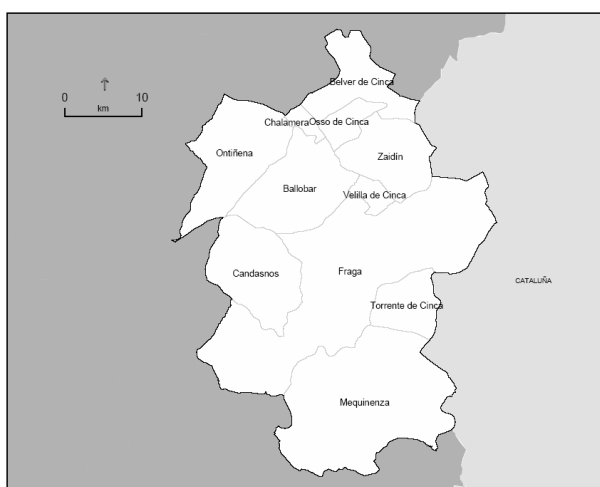 Belver de Cinca
0 10
km
Chalamera
Osso de Cinca
Ontiñena
Zaidín
Ballobar
Velilla de Cinca
Candasnos
Fraga
CATALUÑA
Torrente de Cinca
Mequinenza